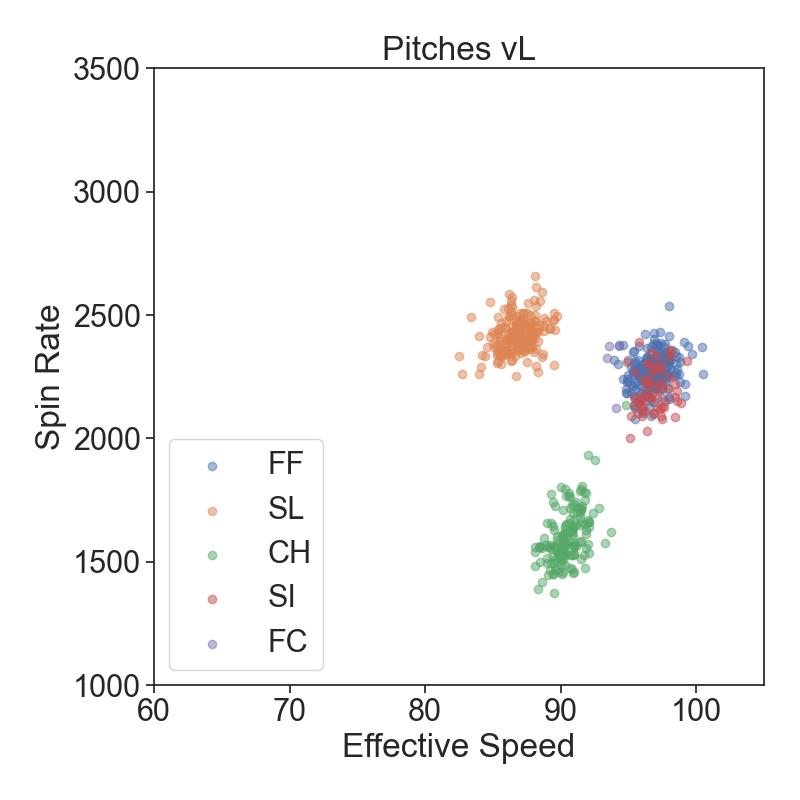 Pitches vL
3500
3000
2500
2000
1500
1000
Spin Rate
FF
SL
CH
SI
FC
60 70 80 90 100
Effective Speed